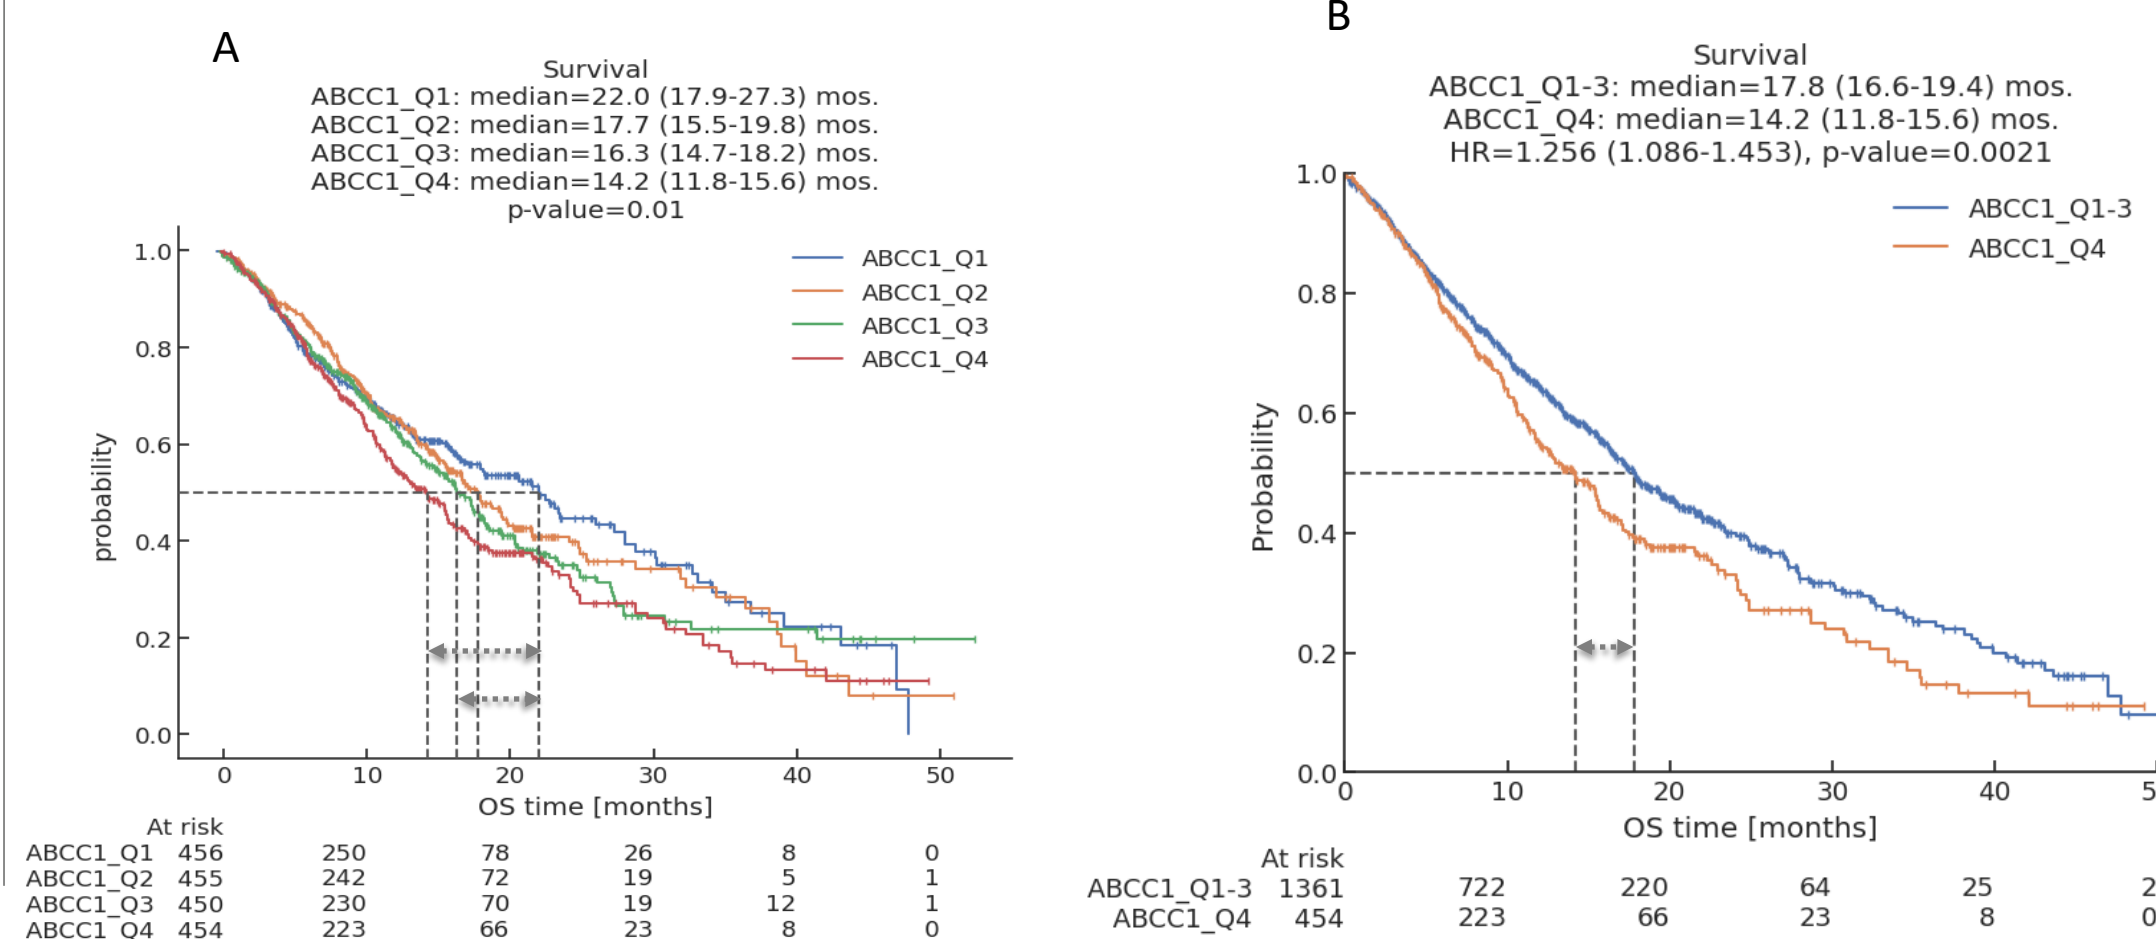 A
Survival
ABCC1_Q1: median=22.0 (17.9-27.3) mos.
ABCC1_Q2: median=17.7 (15.5-19.8) mos.
ABCC1_Q3: median=16.3 (14.7-18.2) mos.
ABCC1_Q4: median=14.2 (11.8-15.6) mos.
p-value=0.01
ABCC1_Q1
ABCC1_Q2
ABCC1_Q3
ABCC1_Q4
probability
1.0
0.8
0.6
0.4
0.2
0.0
0 10 20 30 40 50
OS time [months]
At risk
ABCC1_Q1 456 250 78 26 8 0
ABCC1_Q2 455 242 72 19 5 1
ABCC1_Q3 450 230 70 19 12 1
ABCC1_Q4 454 223 66 23 8 0
B
Survival
ABCC1_Q1-3: median=17.8 (16.6-19.4) mos.
ABCC1_Q4: median=14.2 (11.8-15.6) mos.
HR=1.256 (1.086-1.453), p-value=0.0021
ABCC1_Q1-3
ABCC1_Q4
Probability
1.0
0.8
0.6
0.4
0.2
0.0
0 10 20 30 40 5
OS time [months]
At risk
ABCC1_Q1-3 1361 722 220 64 25 2
ABCC1_Q4 454 223 66 23 8 0